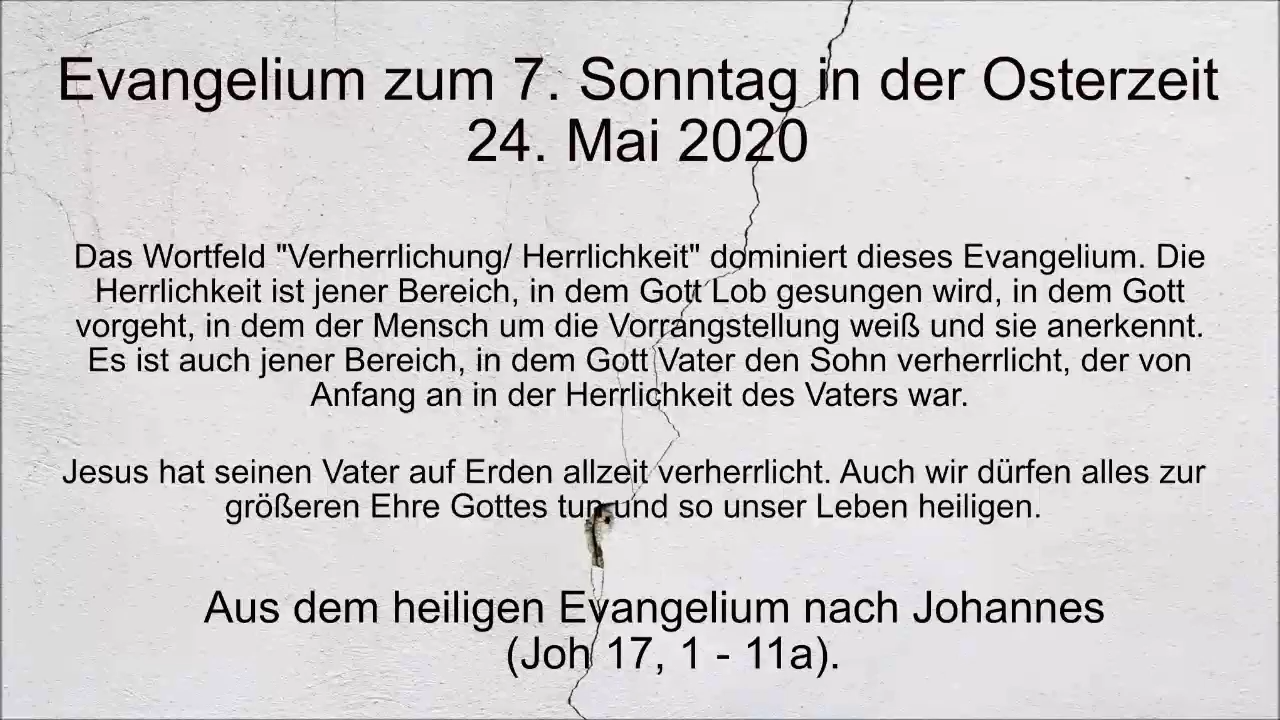 Evangelium zum 7. Sonntag in der Osterzeit
24. Mai 2020
Das Wortfeld "Verherrlichung/ Herrlichkeit" dominiert dieses Evangelium. Die
Herrlichkeit ist jener Bereich, in dem Gott Lob gesungen wird, in dem Gott
vorgeht, in dem der Mensch um die Vorrangstellung weiß und sie anerkennt.
Es ist auch jener Bereich, in dem Gott Vater den Sohn verherrlicht, der von
Anfang an in der Herrlichkeit des Vaters war.
Jesus hat seinen Vater auf Erden allzeit verherrlicht. Auch wir dürfen alles zur
größeren Ehre Gottes tun und so unser Leben heiligen.
Aus dem heiligen Evangelium nach Johannes
(Joh 17, 1 - 11a).